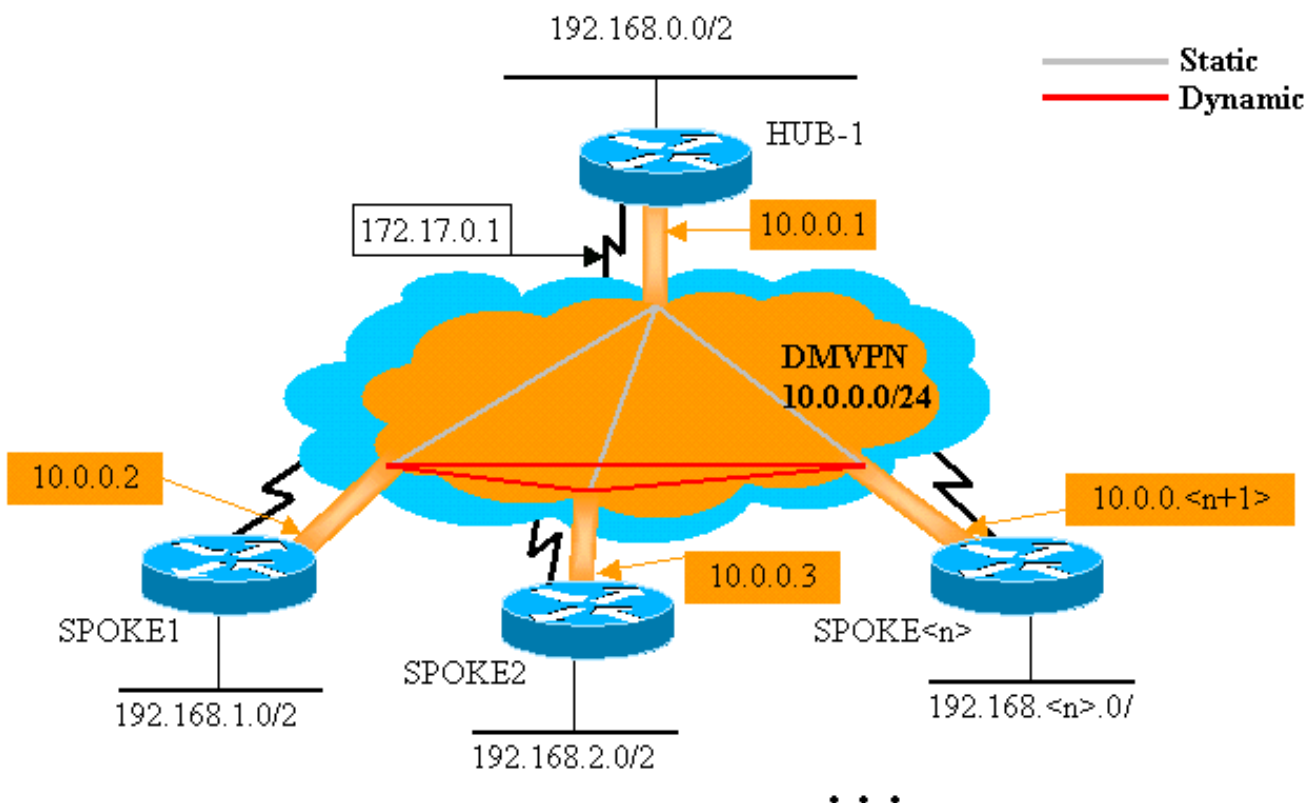 192.168.0.0/2
Static
Dynamic
HUB-1
172.17.0.1
10.0.0.1
DMVPN
10.0.0.0/24
10.0.0.2
10.0.0.<n+1>
10.0.0.3
SPOKE1
SPOKE<n>
SPOKE2
192.168.1.0/2
192.168.<n>.0/
192.168.2.0/2
. . .